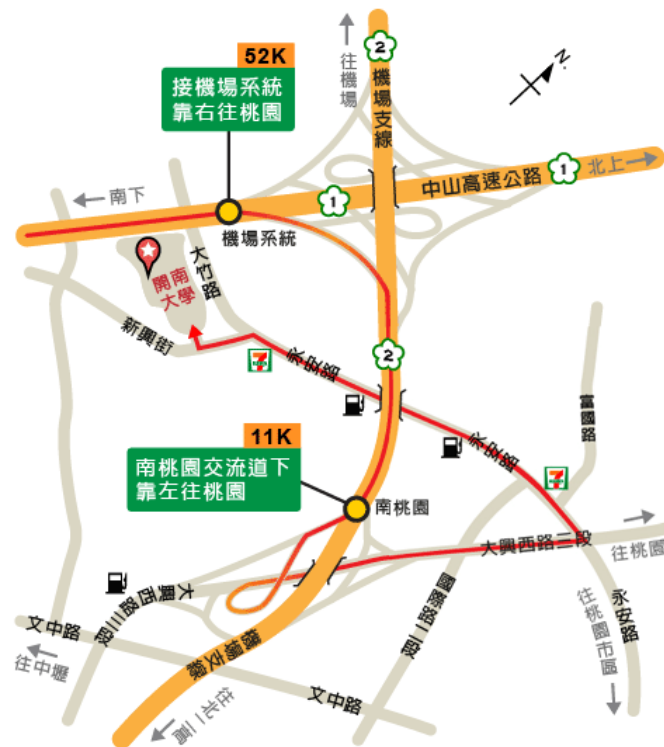 2
往機場
機場支線
N.
52K
接機場系統
靠右往桃園
南下
1
中山高速公路
1
北上
機場系統
開南
大學
大竹路
新興街
7
永安路
2
富國路
11K
南桃園交流道下
靠左往桃園
永安路
7
南桃園
大興西路三段
往桃園
大興西路三段
國際路二段
永安路
往桃園市區
文中路
往中壢
機場支線
文中路
往北二高